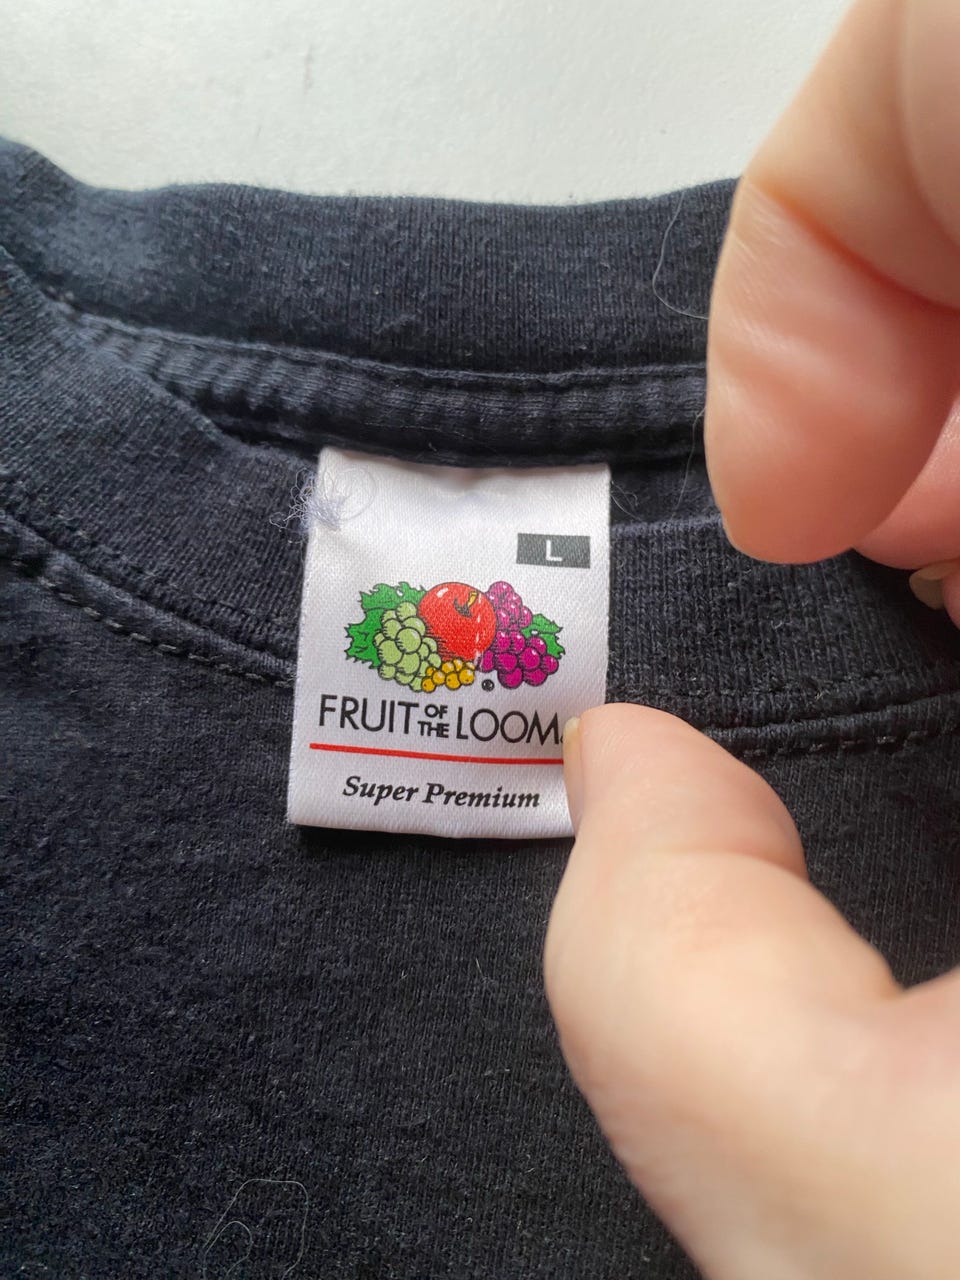 L
®
FRUIT OF THE LOOM
Super Premium